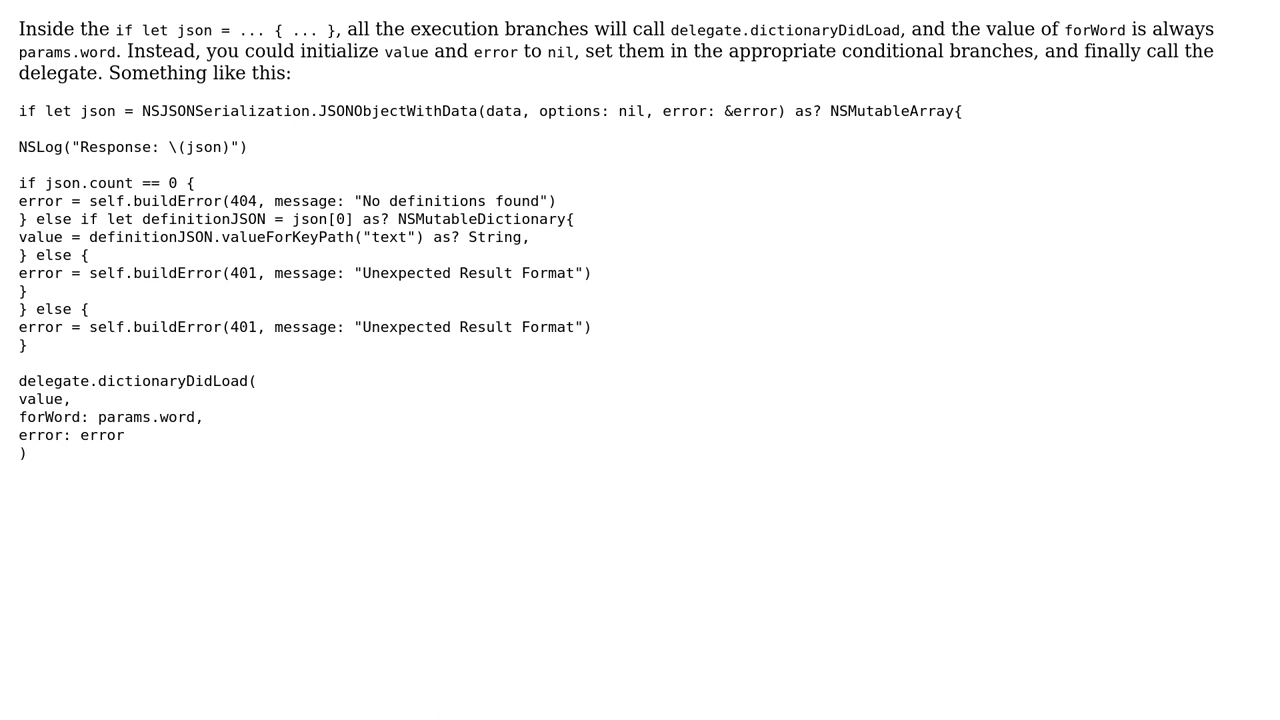 Inside the if let json = ... { ... }, all the execution branches will call delegate.dictionaryDidLoad, and the value of forWord is always
params.word. Instead, you could initialize value and error to nil, set them in the appropriate conditional branches, and finally call the
delegate. Something like this:
if let json = NSJSONSerialization.JSONObjectWithData(data, options: nil, error: &error) as? NSMutableArray{
NSLog("Response: \(json)")
if json.count == 0 {
error = self.buildError(404, message: "No definitions found")
} else if let definitionJSON = json[0] as? NSMutableDictionary{
value = definitionJSON.valueForKeyPath("text") as? String,
} else {
error = self.buildError(401, message: "Unexpected Result Format")
}
} else {
error = self.buildError(401, message: "Unexpected Result Format")
}
delegate.dictionaryDidLoad(
value,
forWord: params.word,
error: error
)